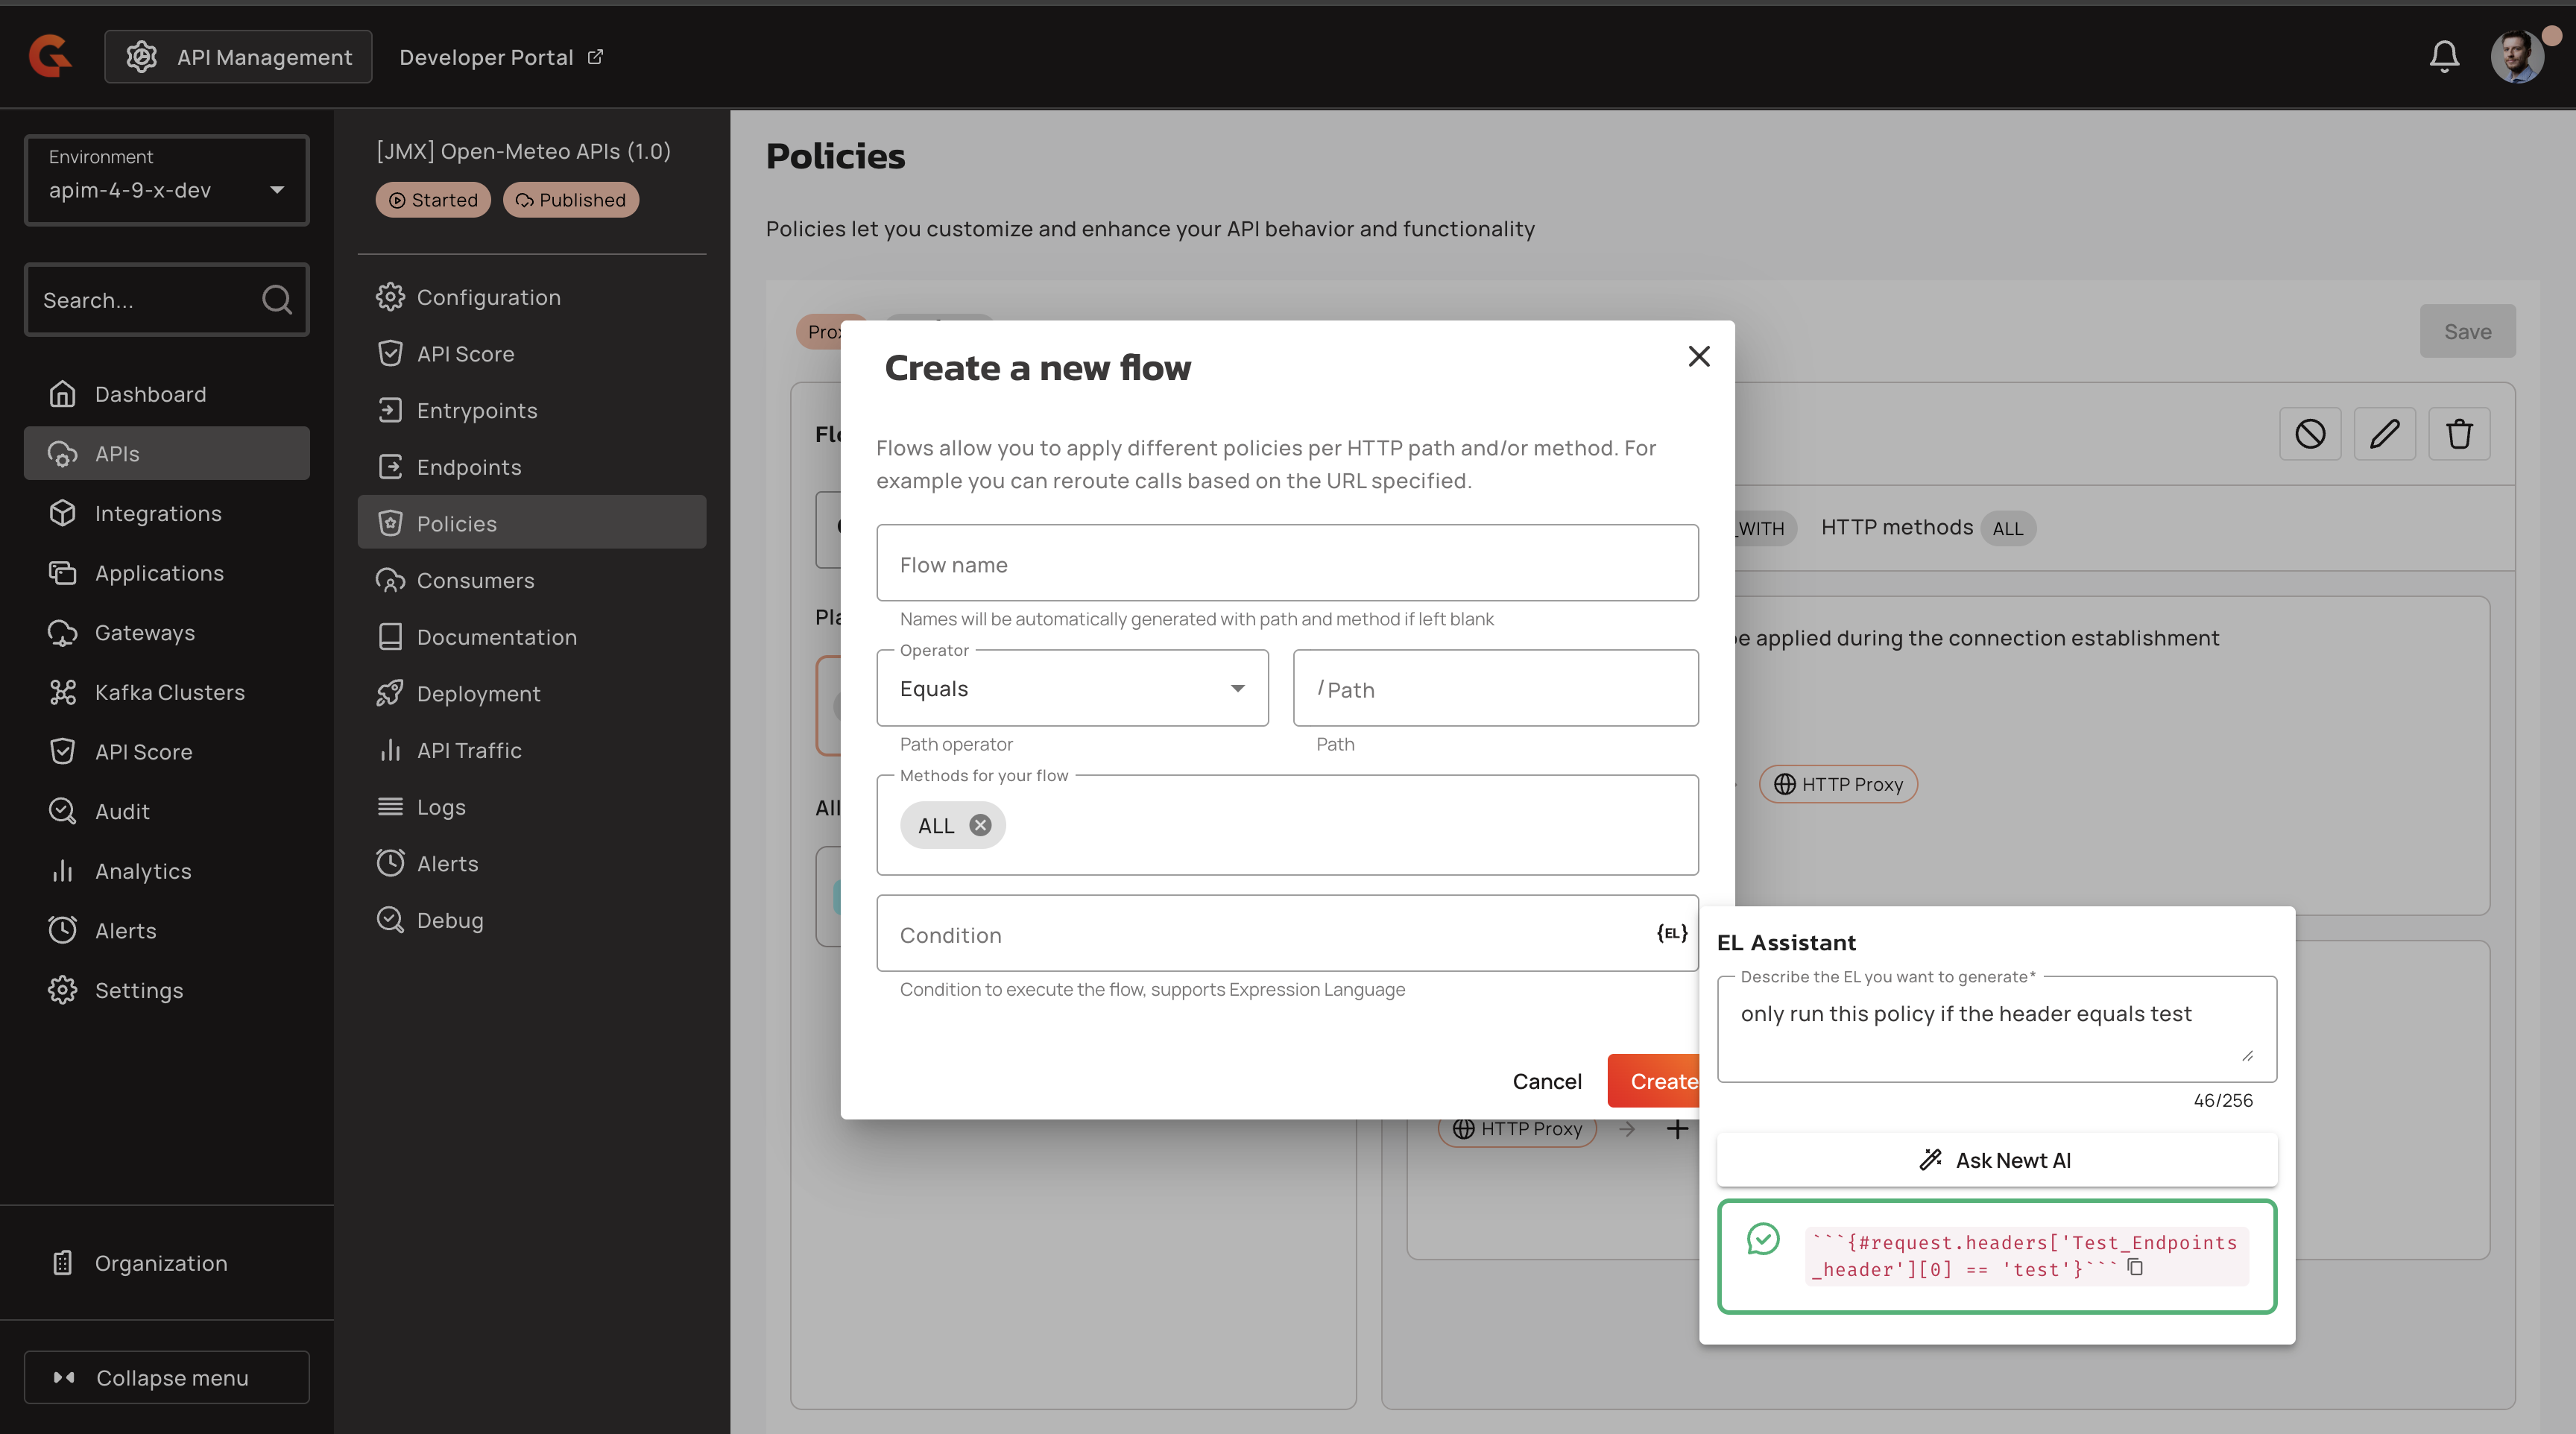 API Management
Developer Portal
Environment
apim-4-9-x-dev
Search...
Dashboard
APIs
Integrations
Applications
Gateways
Kafka Clusters
API Score
Audit
Analytics
Alerts
Settings
Organization
Collapse menu
[JMX] Open-Meteo APIs (1.0)
Started
Published
Configuration
API Score
Entrypoints
Endpoints
Policies
Consumers
Documentation
Deployment
API Traffic
Logs
Alerts
Debug
Policies
Policies let you customize and enhance your API behavior and functionality
Save
HTTP methods ALL
be applied during the connection establishment
HTTP Proxy
HTTP Proxy
Create a new flow
Flows allow you to apply different policies per HTTP path and/or method. For
example you can reroute calls based on the URL specified.
Flow name
Names will be automatically generated with path and method if left blank
Operator
Equals
Path operator
/ Path
Path
Methods for your flow
ALL
Condition
{EL}
Condition to execute the flow, supports Expression Language
Cancel
Create
EL Assistant
Describe the EL you want to generate*
only run this policy if the header equals test
46/256
Ask Newt AI
```{#request.headers['Test_Endpoints
_header'][0] == 'test'}```